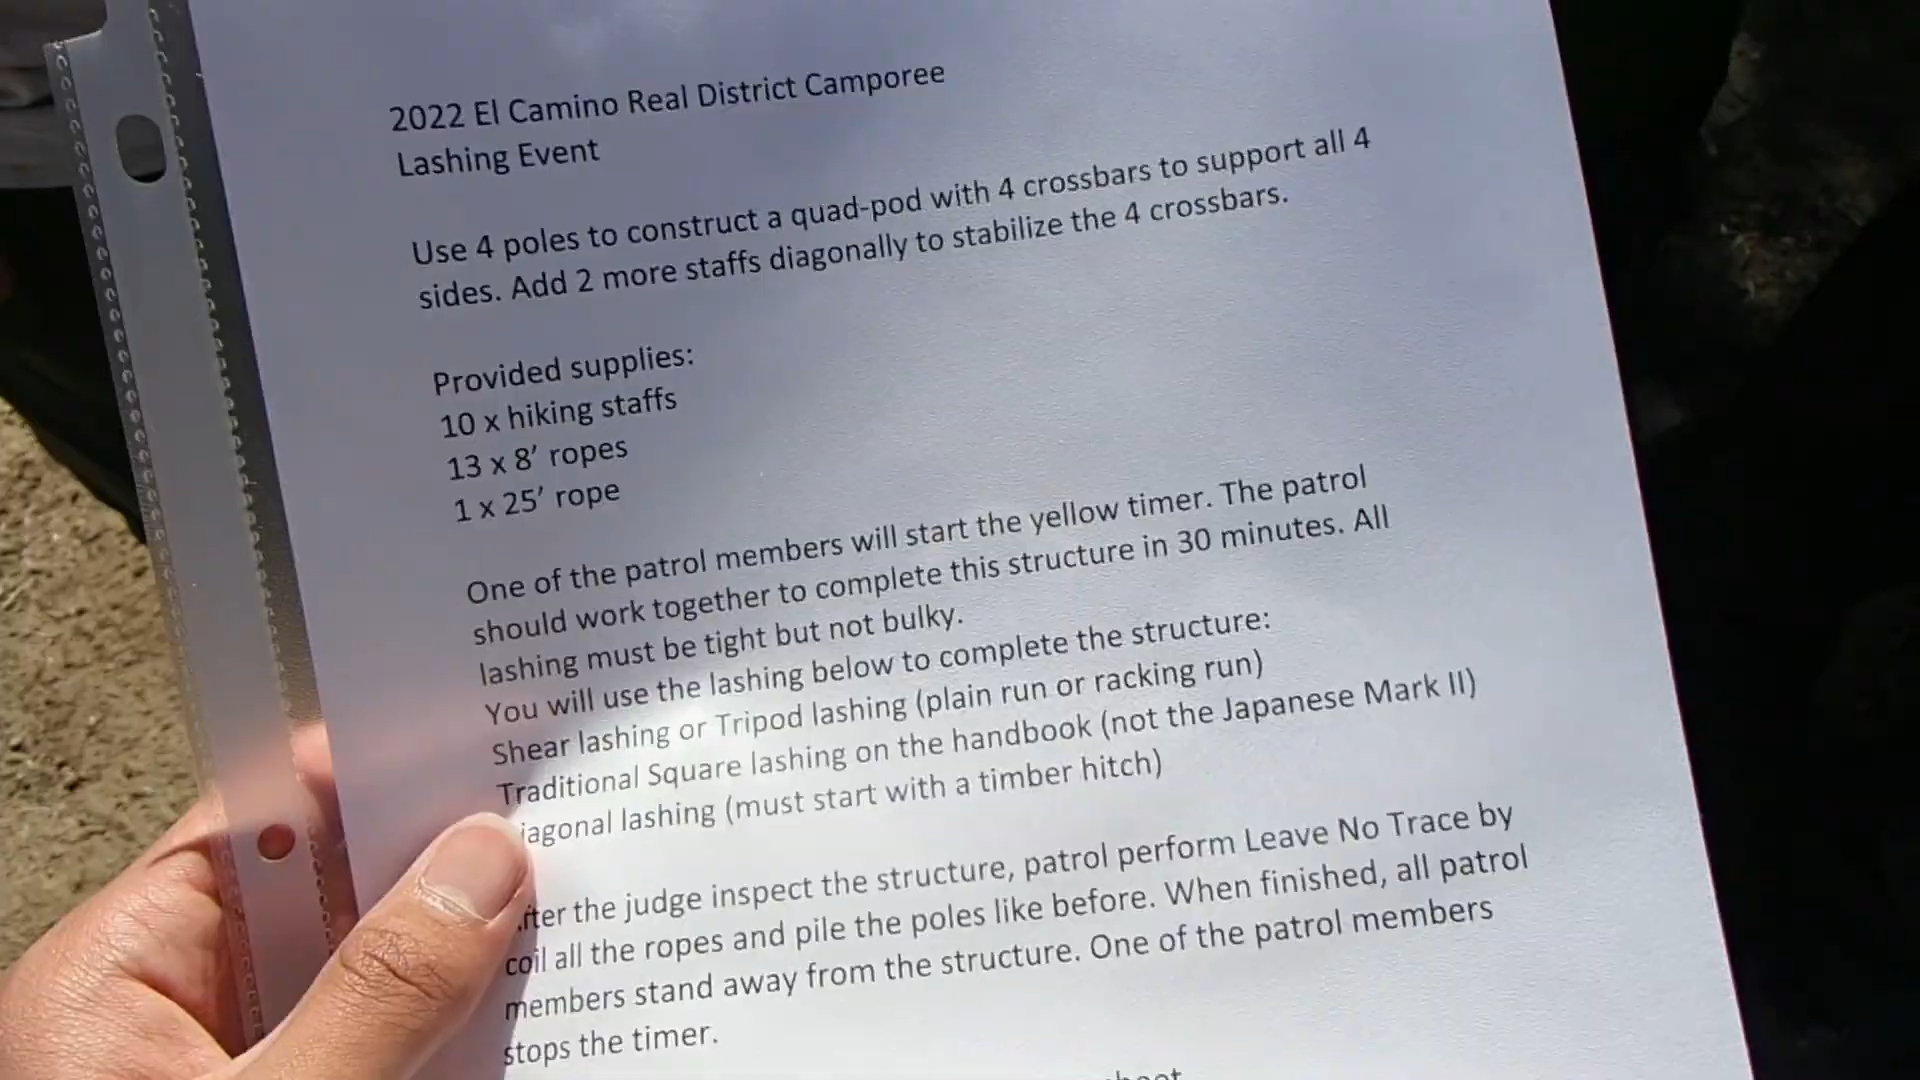 2022 El Camino Real District Camporee
Lashing Event
Use 4 poles to construct a quad-pod with 4 crossbars to support all 4
sides. Add 2 more staffs diagonally to stabilize the 4 crossbars.
Provided supplies:
10 x hiking staffs
13 x 8' ropes
1 x 25' rope
One of the patrol members will start the yellow timer. The patrol
should work together to complete this structure in 30 minutes. All
lashing must be tight but not bulky.
You will use the lashing below to complete the structure:
Shear lashing or Tripod lashing (plain run or racking run)
Traditional Square lashing on the handbook (not the Japanese Mark II)
iagonal lashing (must start with a timber hitch)
fter the judge inspect the structure, patrol perform Leave No Trace by
coil all the ropes and pile the poles like before. When finished, all patrol
members stand away from the structure. One of the patrol members
stops the timer.